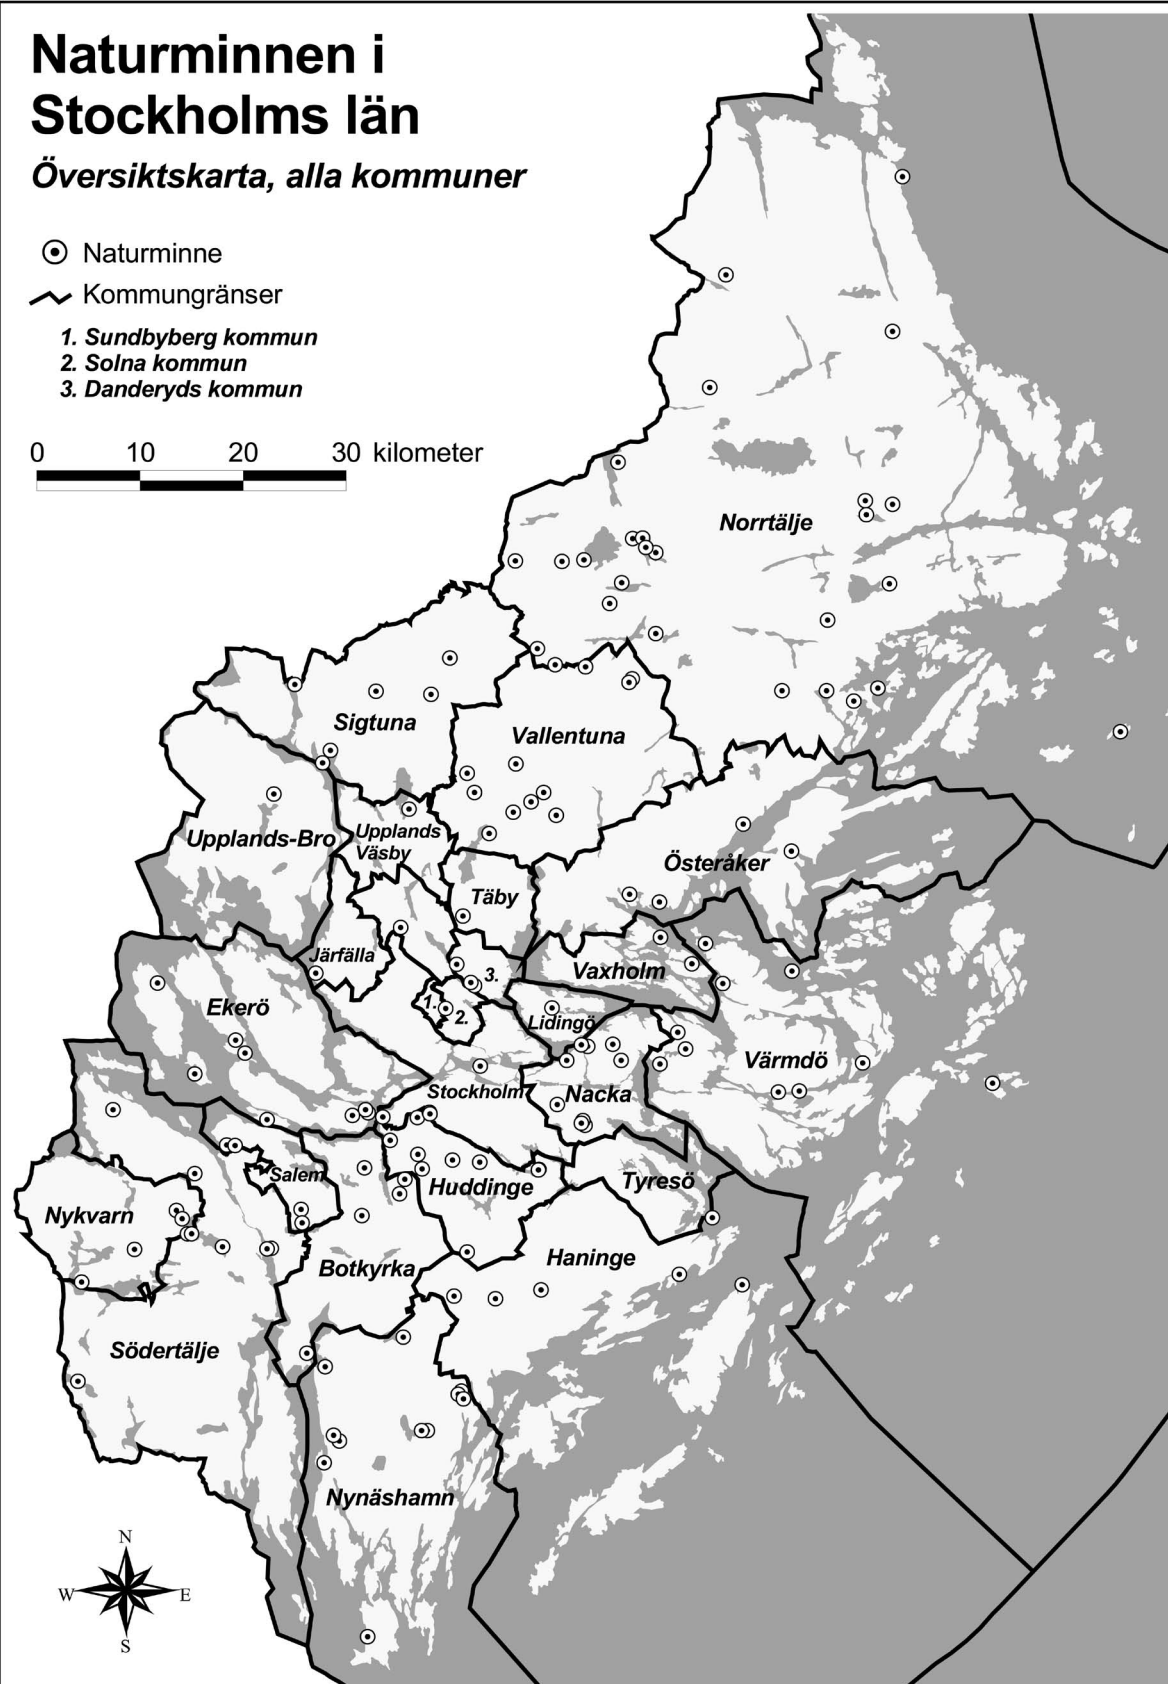 Naturminnen i
Stockholms län
Översiktskarta, alla kommuner
Naturminne
Kommungränser
1. Sundbyberg kommun
2. Solna kommun
3. Danderyds kommun
0 10 20 30 kilometer
Norrtälje
Sigtuna
Vallentuna
Upplands-Bro
Upplands
Väsby
Österåker
Täby
Järfälla
Vaxholm
3.
Ekerö
1.
2.
Lidingö
Värmdö
Stockholm
Nacka
Salem
Huddinge
Tyresö
Nykvarn
Haninge
Botkyrka
Södertälje
Nynäshamn
N
W
E
S